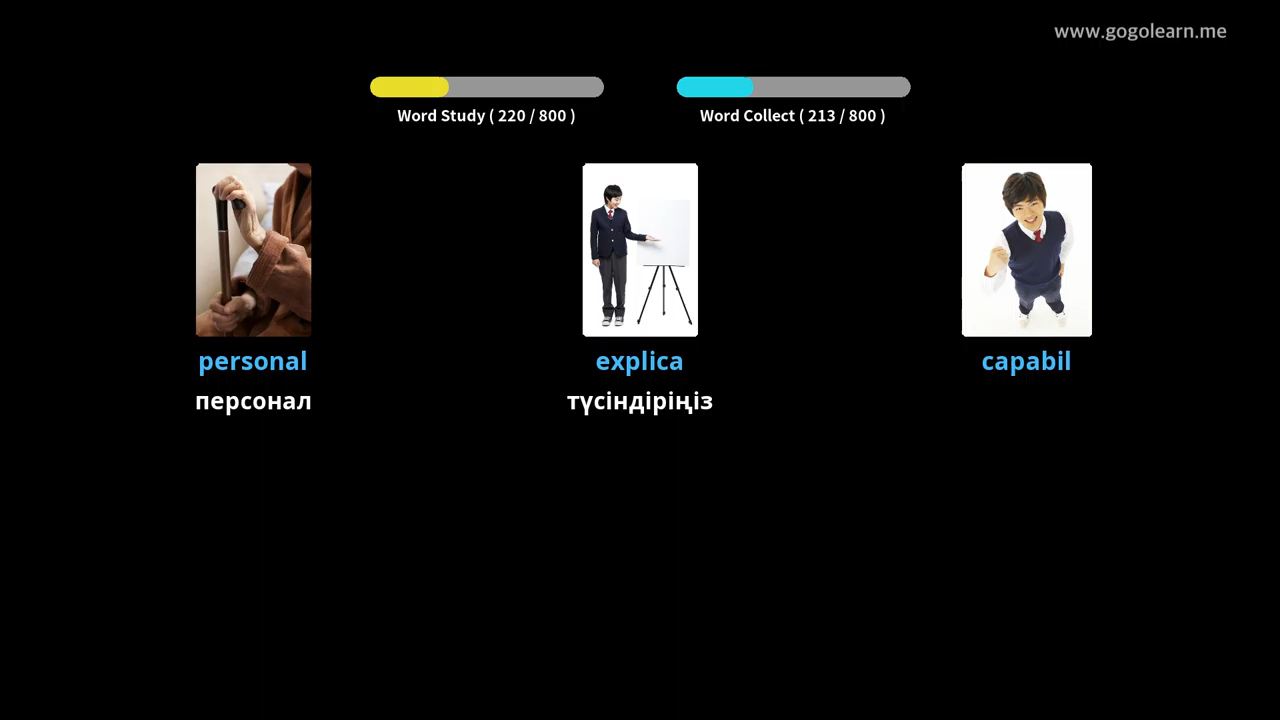 www.gogolearn.me
Word Study ( 220 / 800 )
Word Collect ( 213 / 800 )
personal
explica
capabil
персонал
түсіндіріңіз